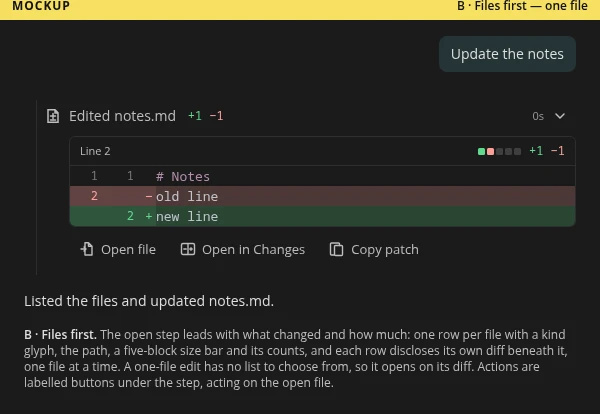 MOCKUP B · Files first — one file
Update the notes
Edited notes.md +1 −1 0s
Line 2 +1 −1
1 1 # Notes
2 −old line
2 +new line
Open file Open in Changes Copy patch
Listed the files and updated notes.md.
B · Files first. The open step leads with what changed and how much: one row per file with a kind
glyph, the path, a five-block size bar and its counts, and each row discloses its own diff beneath it,
one file at a time. A one-file edit has no list to choose from, so it opens on its diff. Actions are
labelled buttons under the step, acting on the open file.